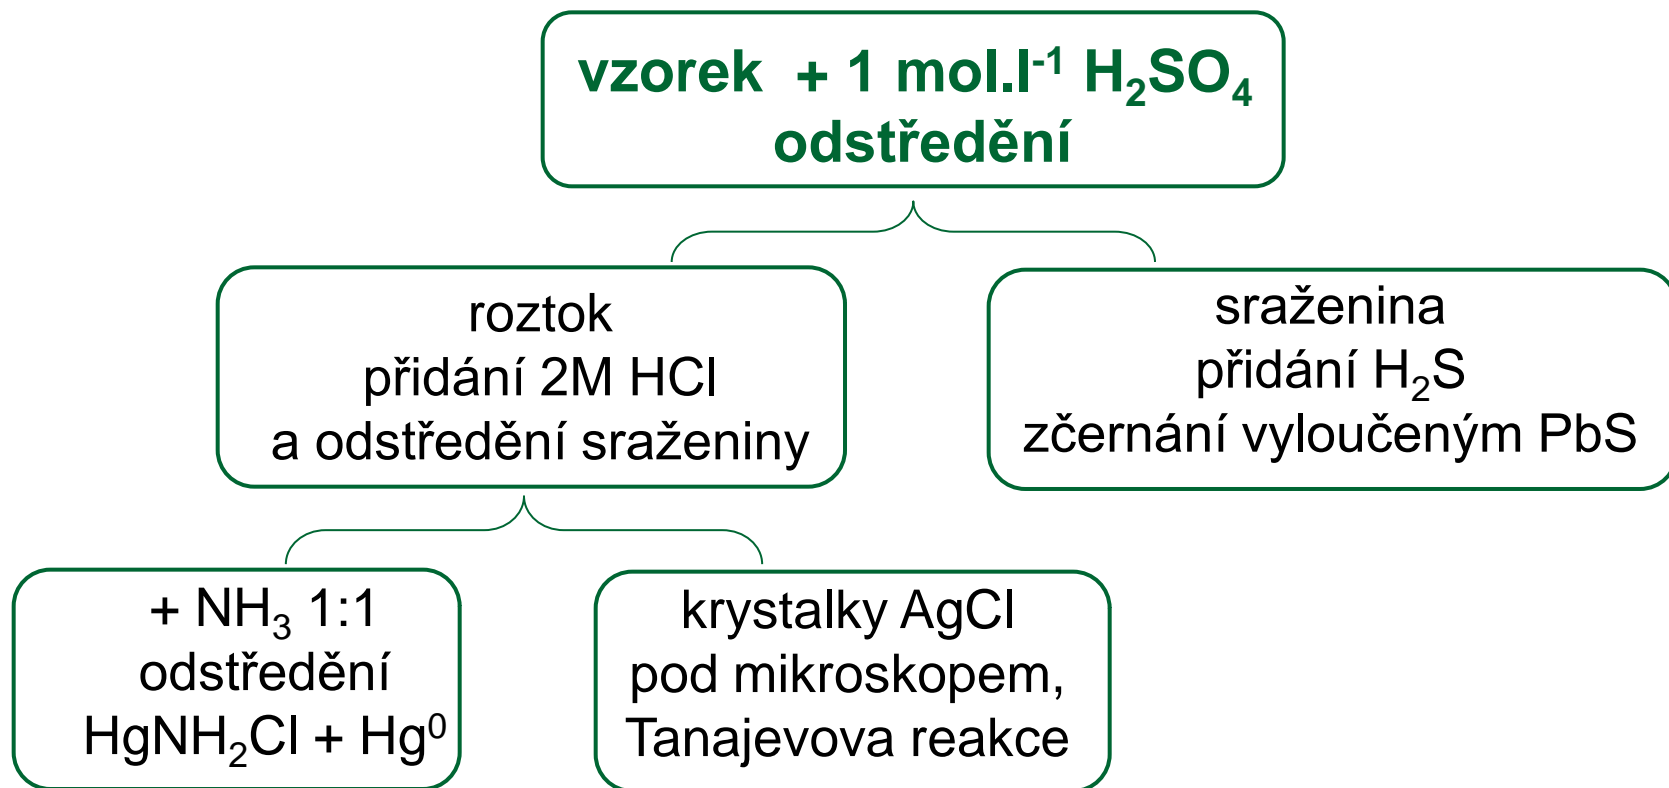 vzorek + 1 mol.l⁻¹ H₂SO₄
odstředění
roztok
přidání 2M HCl
a odstředění sraženiny
sraženina
přidání H₂S
zčernání vyloučeným PbS
+ NH₃ 1:1
odstředění
HgNH₂Cl + Hg⁰
krystalky AgCl
pod mikroskopem,
Tanajevova reakce